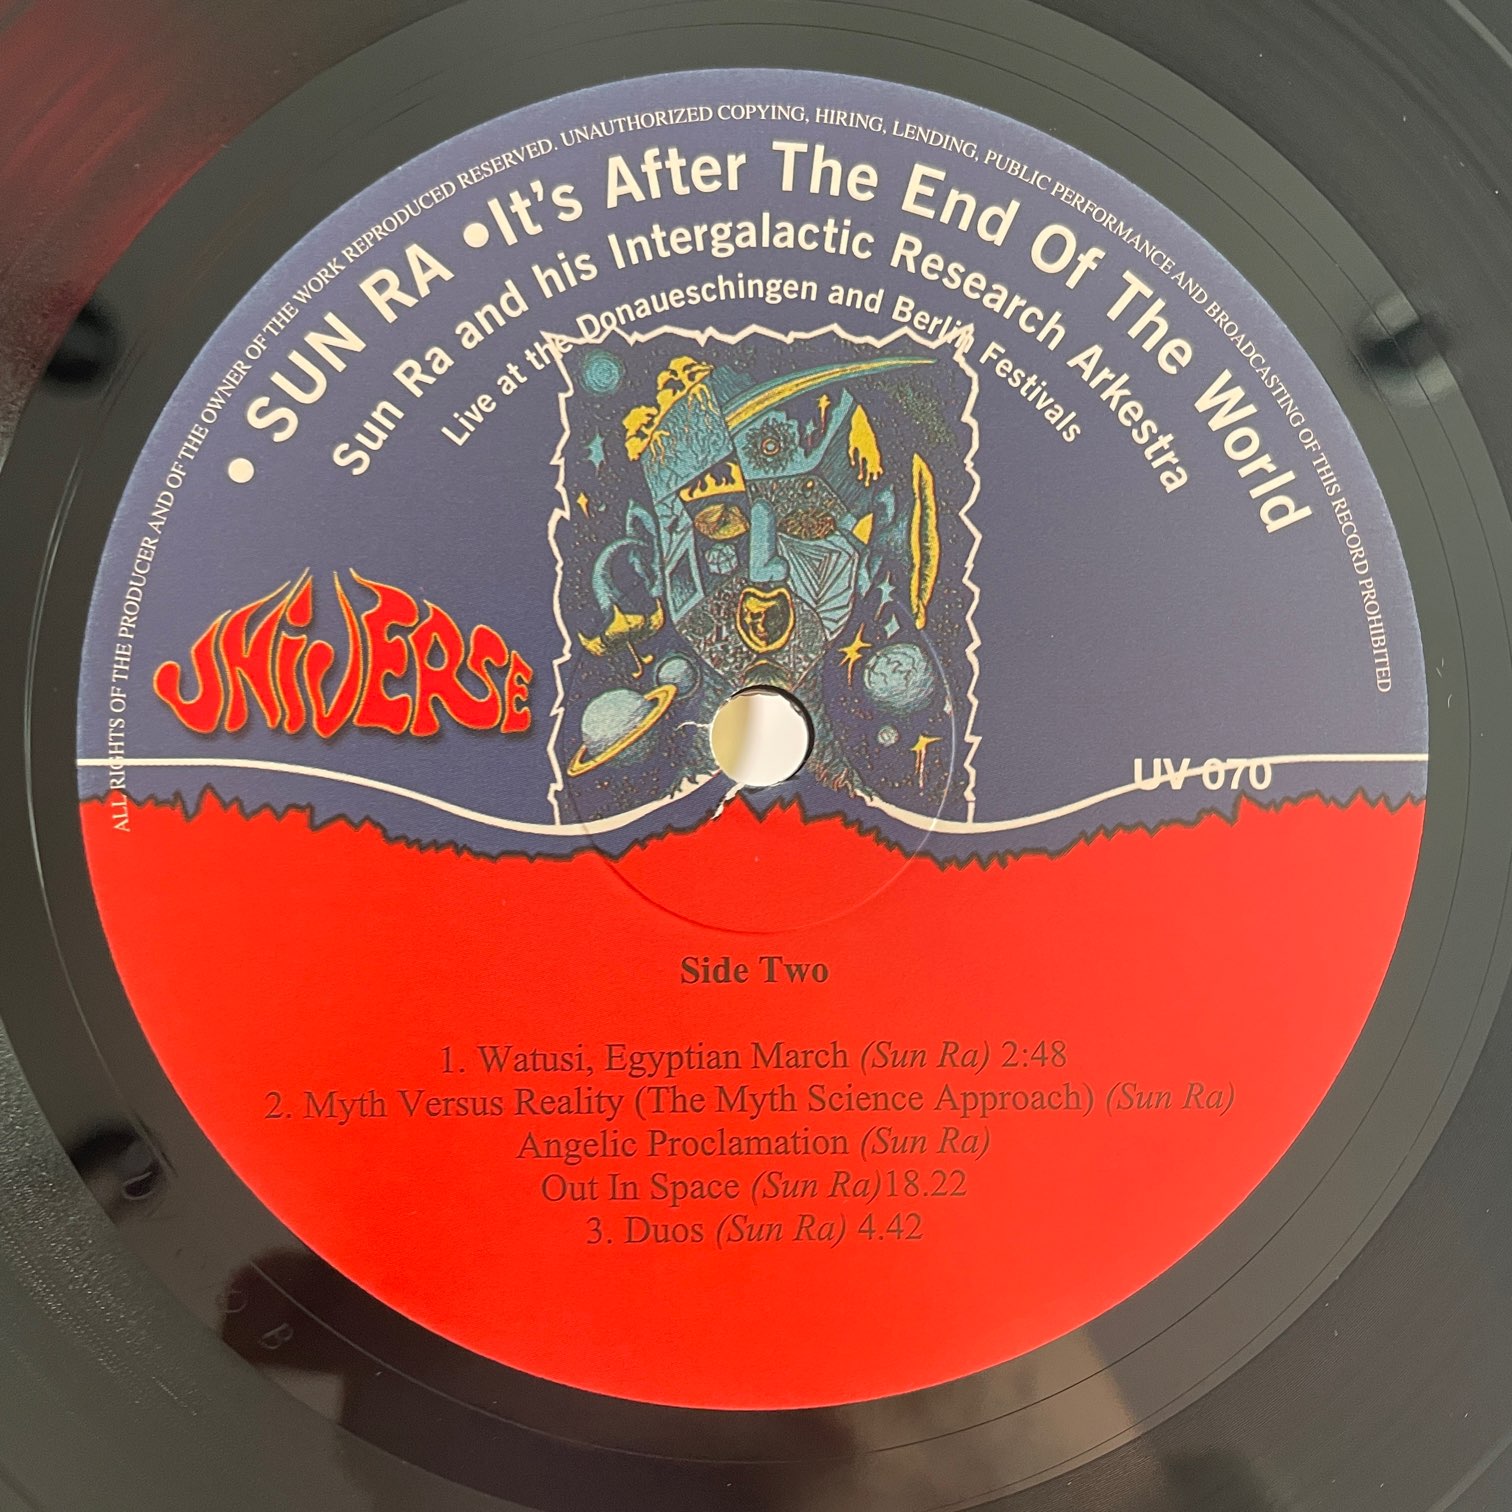 ALL RIGHTS OF THE PRODUCER AND OF THE OWNER OF THE WORK REPRODUCED RESERVED. UNAUTHORIZED COPYING, HIRING, LENDING, PUBLIC PERFORMANCE AND BROADCASTING OF THIS RECORD PROHIBITED
• SUN RA •It's After The End Of The World
Sun Ra and his Intergalactic Research Arkestra
Live at the Donaueschingen and Berlin Festivals
UNiVERSE
UV 070
Side Two
1. Watusi, Egyptian March (Sun Ra) 2:48
2. Myth Versus Reality (The Myth Science Approach) (Sun Ra)
Angelic Proclamation (Sun Ra)
Out In Space (Sun Ra)18.22
3. Duos (Sun Ra) 4.42